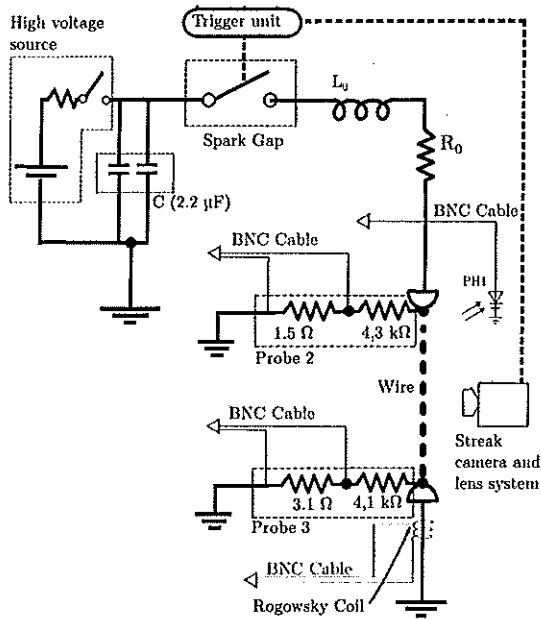 High voltage
source
Trigger unit
Spark Gap
L₀
R₀
C (2.2 µF)
BNC Cable
BNC Cable
PH1
1.5 Ω
4,3 kΩ
Probe 2
Wire
BNC Cable
Streak
camera and
lens system
3.1 Ω
4,1 kΩ
Probe 3
BNC Cable
Rogowsky Coil